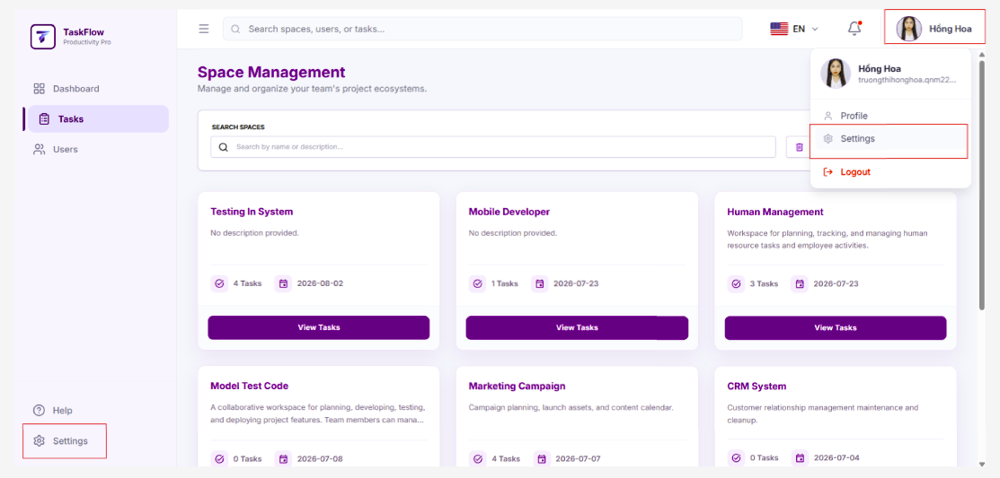 TaskFlow
Productivity Pro
Search spaces, users, or tasks...
EN
Hồng Hoa
Dashboard
Tasks
Users
Help
Settings
Hồng Hoa
truongthihonghoa.qnm22...
Profile
Settings
Logout
Space Management
Manage and organize your team's project ecosystems.
SEARCH SPACES
Search by name or description...
Testing In System
No description provided.
4 Tasks 2026-08-02
View Tasks
Mobile Developer
No description provided.
1 Tasks 2026-07-23
View Tasks
Human Management
Workspace for planning, tracking, and managing human
resource tasks and employee activities.
3 Tasks 2026-07-23
View Tasks
Model Test Code
A collaborative workspace for planning, developing, testing,
and deploying project features. Team members can mana...
0 Tasks 2026-07-08
Marketing Campaign
Campaign planning, launch assets, and content calendar.
4 Tasks 2026-07-07
CRM System
Customer relationship management maintenance and
cleanup.
0 Tasks 2026-07-04